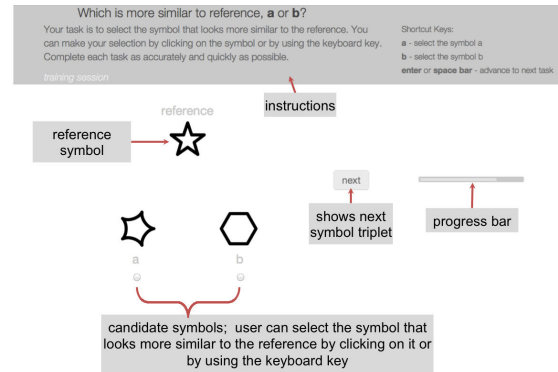 Which is more similar to reference, a or b?
Your task is to select the symbol that looks more similar to the reference. You
can make your selection by clicking on the symbol or by using the keyboard key.
Complete each task as accurately and quickly as possible.
training session
Shortcut Keys:
a - select the symbol a
b - select the symbol b
enter or space bar - advance to next task
instructions
reference
reference
symbol
next
shows next
symbol triplet
progress bar
a
b
candidate symbols; user can select the symbol that
looks more similar to the reference by clicking on it or
by using the keyboard key